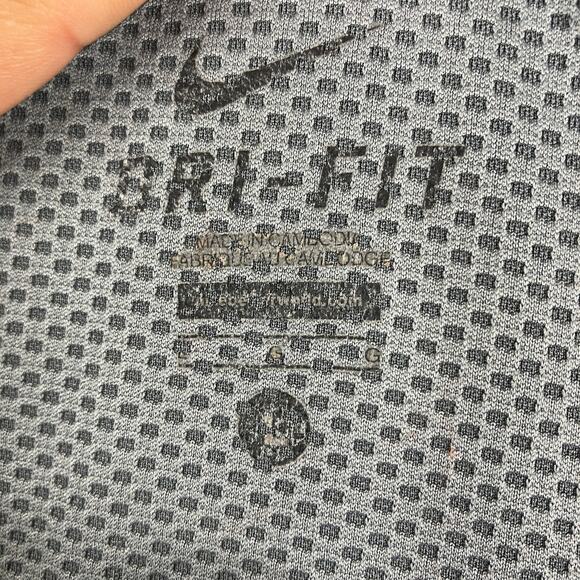 DRI-FIT
MADE IN CAMBODIA
FABRIQUÉ AU CAMBODGE
S G
L